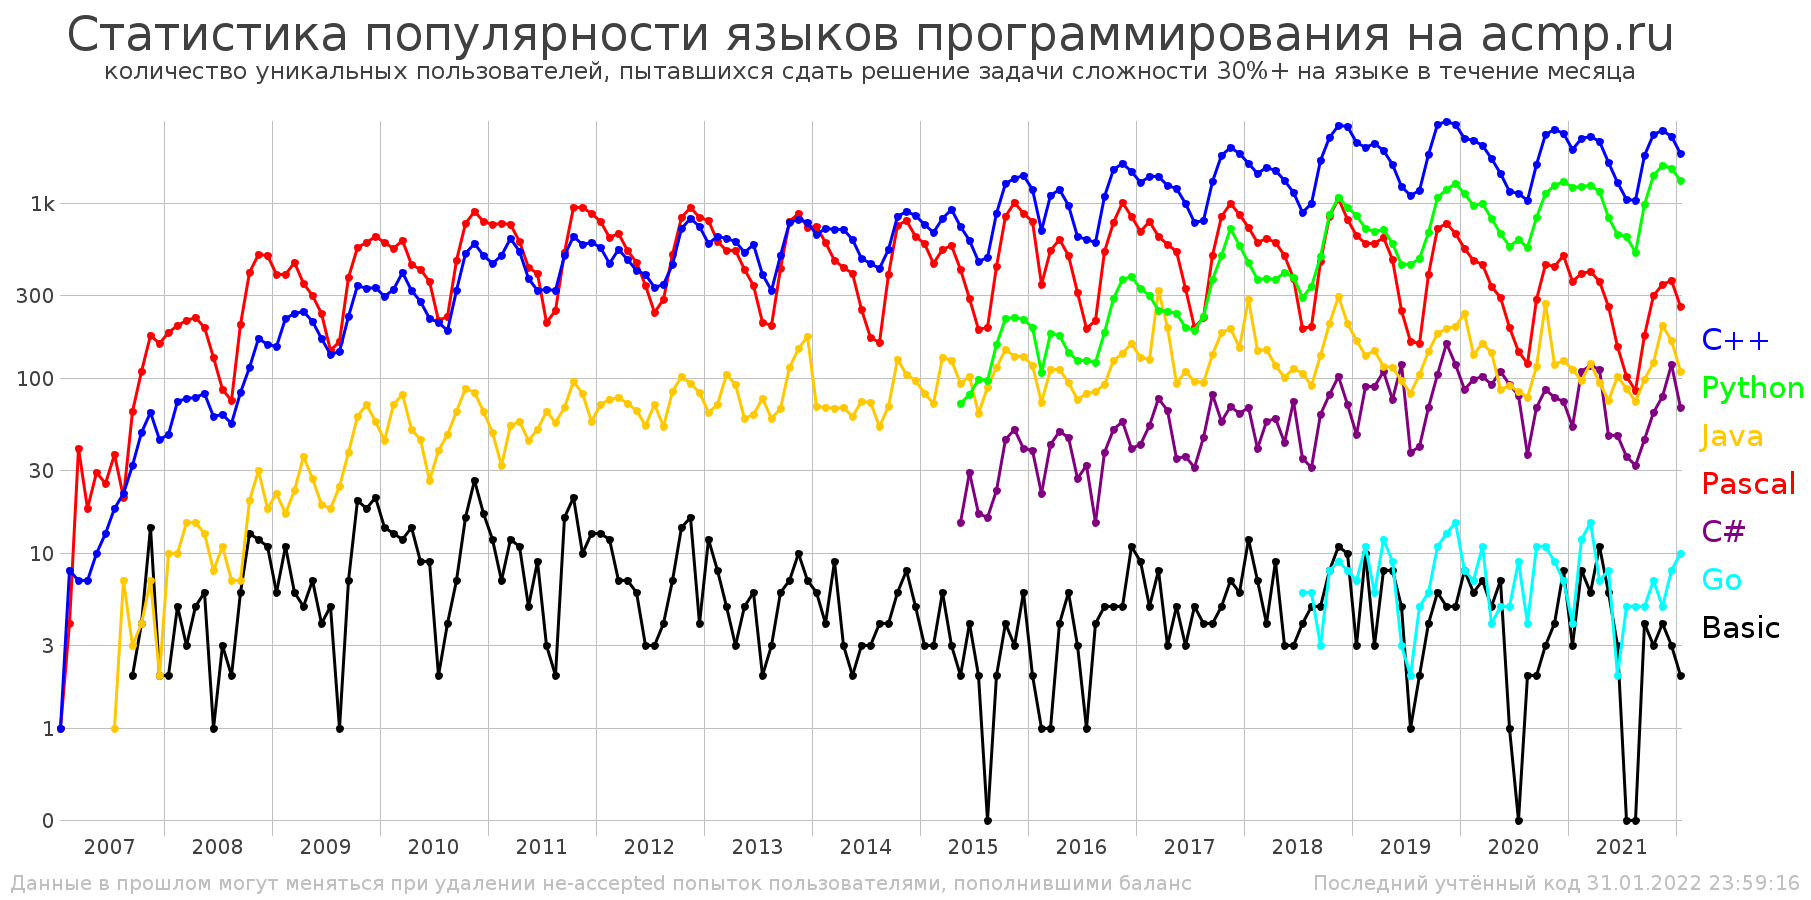 Статистика популярности языков программирования на acmp.ru
количество уникальных пользователей, пытавшихся сдать решение задачи сложности 30%+ на языке в течение месяца
1k
300
100
30
10
3
1
0
C++
Python
Java
Pascal
C#
Go
Basic
2007 2008 2009 2010 2011 2012 2013 2014 2015 2016 2017 2018 2019 2020 2021
Данные в прошлом могут меняться при удалении не-accepted попыток пользователями, пополнившими баланс
Последний учтённый код 31.01.2022 23:59:16